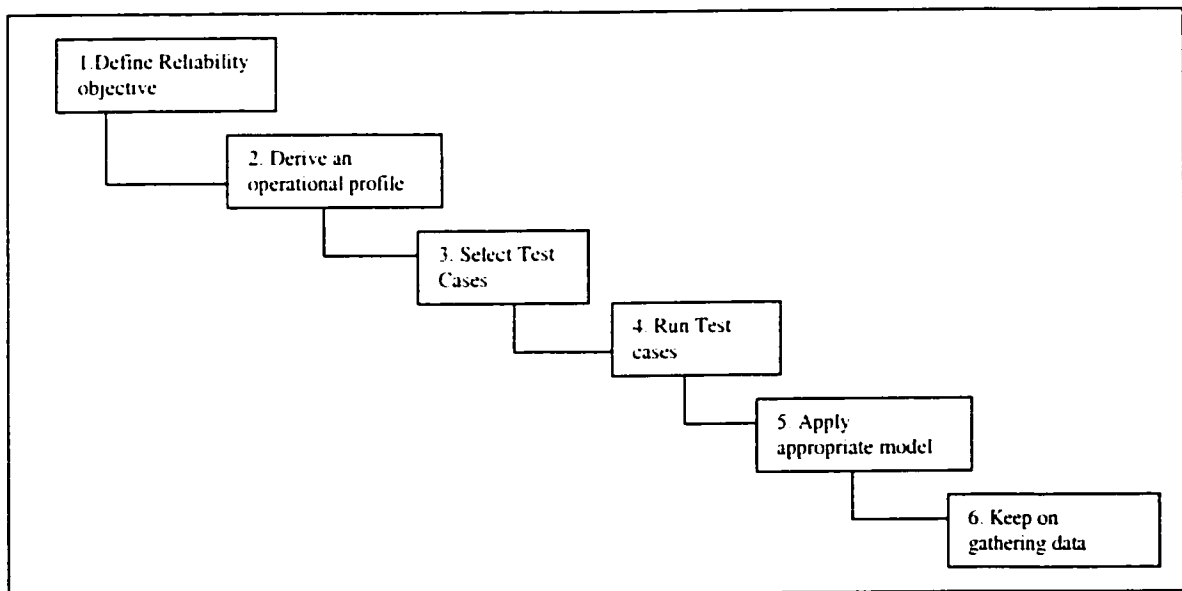 1.Define Reliability
objective
2. Derive an
operational profile
3. Select Test
Cases
4. Run Test
cases
5. Apply
appropriate model
6. Keep on
gathering data